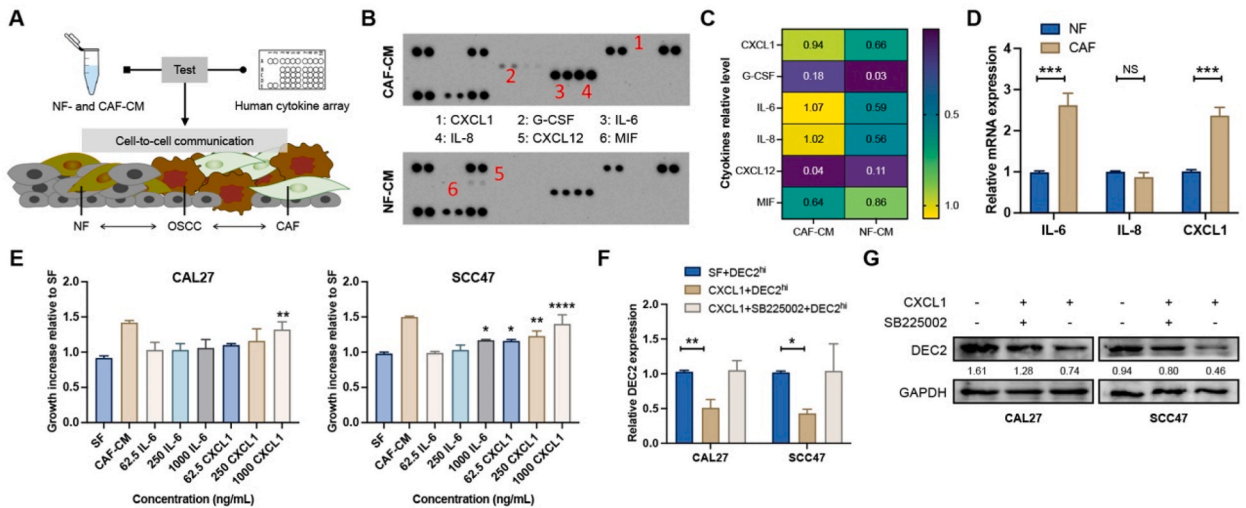 A
Test
NF- and CAF-CM
Human cytokine array
Cell-to-cell communication
NF
OSCC
CAF
B
CAF-CM
1
2
3
4
1: CXCL1 2: G-CSF 3: IL-6
4: IL-8 5: CXCL12 6: MIF
NF-CM
5
6
C
Ctyokines relative level
CXCL1
0.94
0.66
G-CSF
0.18
0.03
IL-6
1.07
0.59
IL-8
1.02
0.56
CXCL12
0.04
0.11
MIF
0.64
0.86
CAF-CM
NF-CM
0.5
1.0
D
NF
CAF
Relative mRNA expression
4
3
2
1
0
***
NS
***
IL-6
IL-8
CXCL1
E
CAL27
Growth increase relative to SF
2.0
1.5
1.0
0.5
0.0
**
SF
CAF-CM
62.5 IL-6
250 IL-6
1000 IL-6
62.5 CXCL1
250 CXCL1
1000 CXCL1
Concentration (ng/mL)
SCC47
Growth increase relative to SF
2.0
1.5
1.0
0.5
0.0
*
*
**
****
SF
CAF-CM
62.5 IL-6
250 IL-6
1000 IL-6
62.5 CXCL1
250 CXCL1
1000 CXCL1
Concentration (ng/mL)
F
SF+DEC2hi
CXCL1+DEC2hi
CXCL1+SB225002+DEC2hi
Relative DEC2 expression
2.0
1.5
1.0
0.5
0.0
**
*
CAL27
SCC47
G
CXCL1 - + + - + +
SB225002 + +
DEC2
1.61 1.28 0.74 0.94 0.80 0.46
GAPDH
CAL27
SCC47